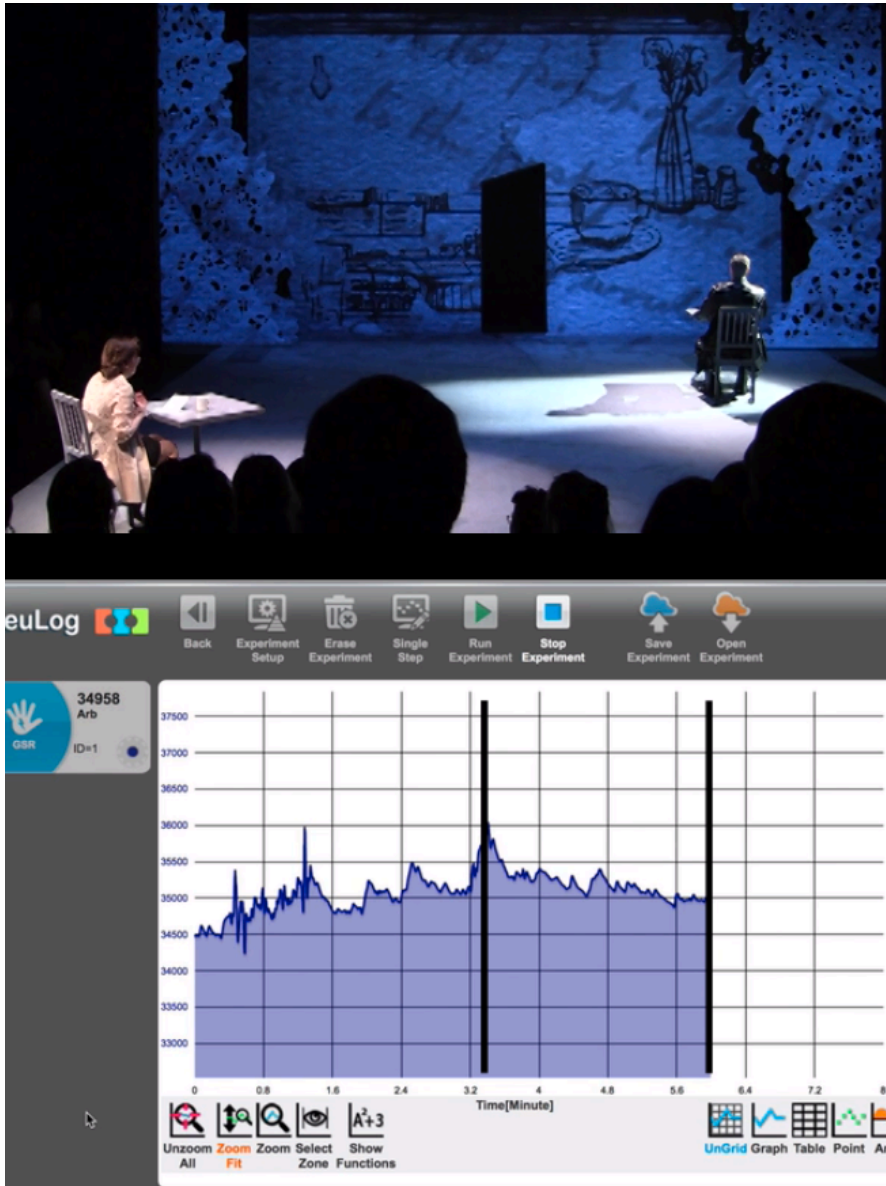 euLog
Back
Experiment
Setup
Erase
Experiment
Single
Step
Run
Experiment
Stop
Experiment
Save
Experiment
Open
Experiment
34958
Arb
GSR
ID=1
37500
37000
36500
36000
35500
35000
34500
34000
33500
33000
0 0.8 1.6 2.4 3.2 4 4.8 5.6 6.4 7.2 8
Time[Minute]
A²+3
Unzoom
All
Zoom
Fit
Zoom
Select
Zone
Show
Functions
UnGrid
Graph
Table
Point